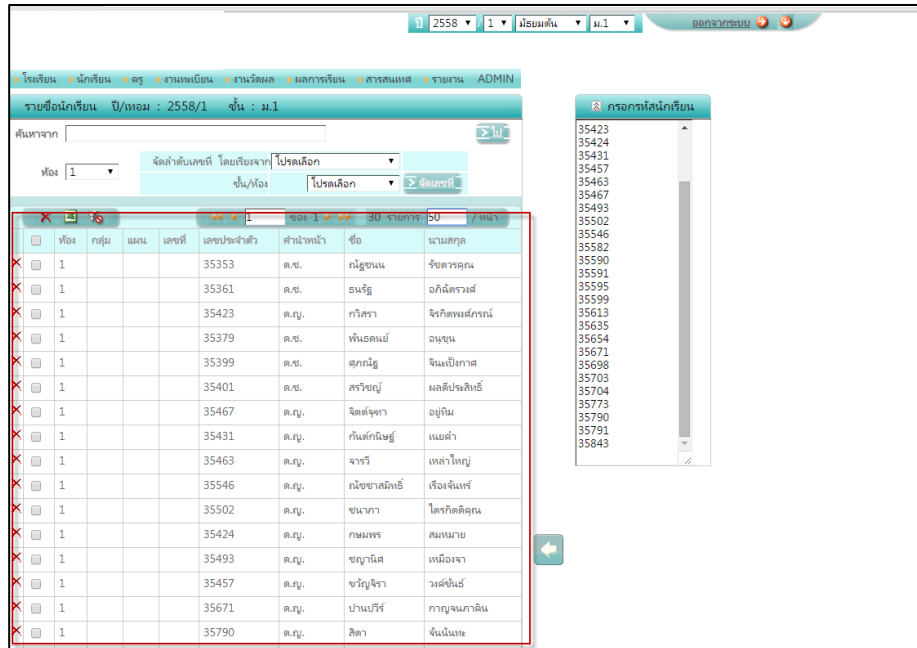 ปี 2558 / 1 มัธยมต้น ม.1 ออกจากระบบ
โรงเรียน นักเรียน ครู งานทะเบียน งานวัดผล ผลการเรียน สารสนเทศ รายงาน ADMIN
รายชื่อนักเรียน ปี/เทอม : 2558/1 ชั้น : ม.1
ค้นหาจาก ไป
ห้อง 1
จัดลำดับเลขที่ โดยเรียงจาก โปรดเลือก
ชั้น/ห้อง โปรดเลือก จัดเลขที่
1 ของ 1 30 รายการ 50 / หน้า
ห้อง กลุ่ม แผน เลขที่ เลขประจำตัว คำนำหน้า ชื่อ นามสกุล
1 35353 ด.ช. ณัฐชนน รัชตวรคุณ
1 35361 ด.ช. ธนรัฐ อภิฉัตรวงศ์
1 35423 ด.ญ. กวิสรา จิรกิตพงศ์ภรณ์
1 35379 ด.ช. พันธดนย์ อนุขุน
1 35399 ด.ช. ศุภณัฐ จินะเป็งกาศ
1 35401 ด.ช. สรวิชญ์ ผลดีประสิทธิ์
1 35467 ด.ญ. จิตต์จุฑา อยู่ทิม
1 35431 ด.ญ. กันต์กนิษฐ์ เนยคำ
1 35463 ด.ญ. จารวี เหล่าใหญ่
1 35546 ด.ญ. ณัชชาสมิทธิ์ เรืองจันทร์
1 35502 ด.ญ. ชนาภา ไตรกิตติคุณ
1 35424 ด.ญ. กษมพร สมหมาย
1 35493 ด.ญ. ชญานิศ เหมืองจา
1 35457 ด.ญ. ขวัญจิรา วงค์ขันธ์
1 35671 ด.ญ. ปานปวีร์ กาญจนภาคิน
1 35790 ด.ญ. สิตา จั่นนันทะ
กรอกรหัสนักเรียน
35423
35424
35431
35457
35463
35467
35493
35502
35546
35582
35590
35591
35595
35599
35613
35635
35654
35671
35698
35703
35704
35773
35790
35791
35843